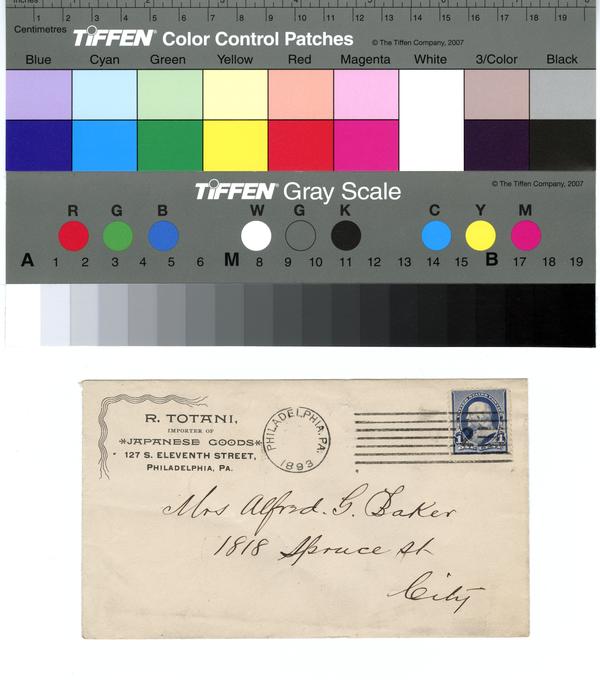 Inches
Centimetres
1 2 3 4 5 6 7 8 9 10 11 12 13 14 15 16 17 18 19
TIFFEN® Color Control Patches © The Tiffen Company, 2007
Blue Cyan Green Yellow Red Magenta White 3/Color Black
TIFFEN® Gray Scale © The Tiffen Company, 2007
R G B W G K C Y M
A 1 2 3 4 5 6 M 8 9 10 11 12 13 14 15 B 17 18 19
R. TOTANI,
IMPORTER OF
*JAPANESE GOODS*
127 S. ELEVENTH STREET,
PHILADELPHIA, PA.
PHILADELPHIA, PA.
1893
1 1
Mrs Alfred. G. Baker
1818 Spruce st
City